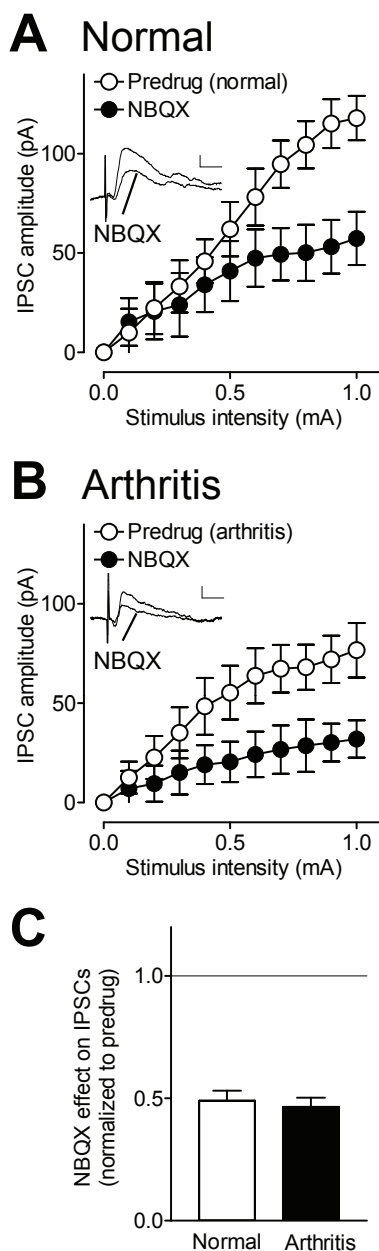 A Normal
Predrug (normal)
NBQX
IPSC amplitude (pA)
100
50
0
NBQX
0.0 0.5 1.0
Stimulus intensity (mA)
B Arthritis
Predrug (arthritis)
NBQX
IPSC amplitude (pA)
100
50
0
NBQX
0.0 0.5 1.0
Stimulus intensity (mA)
C
NBQX effect on IPSCs
(normalized to predrug)
1.0
0.5
0.0
Normal Arthritis